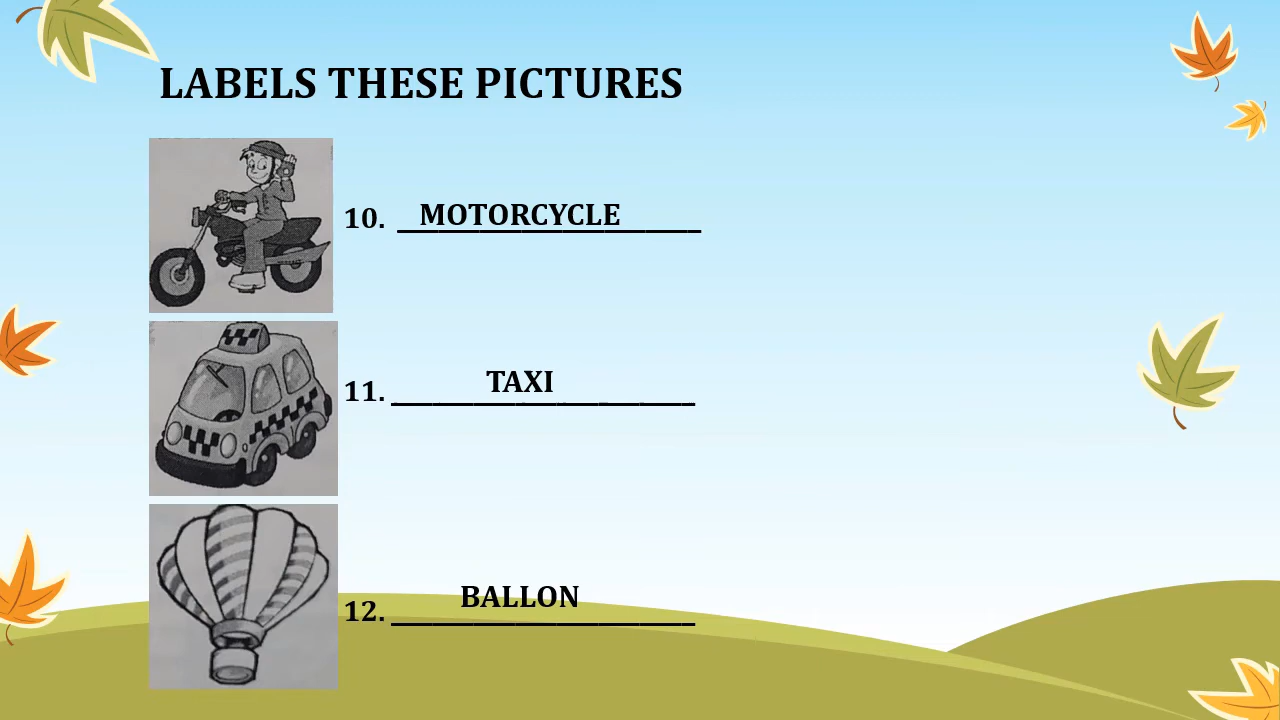 LABELS THESE PICTURES
10. MOTORCYCLE
11. TAXI
12. BALLON